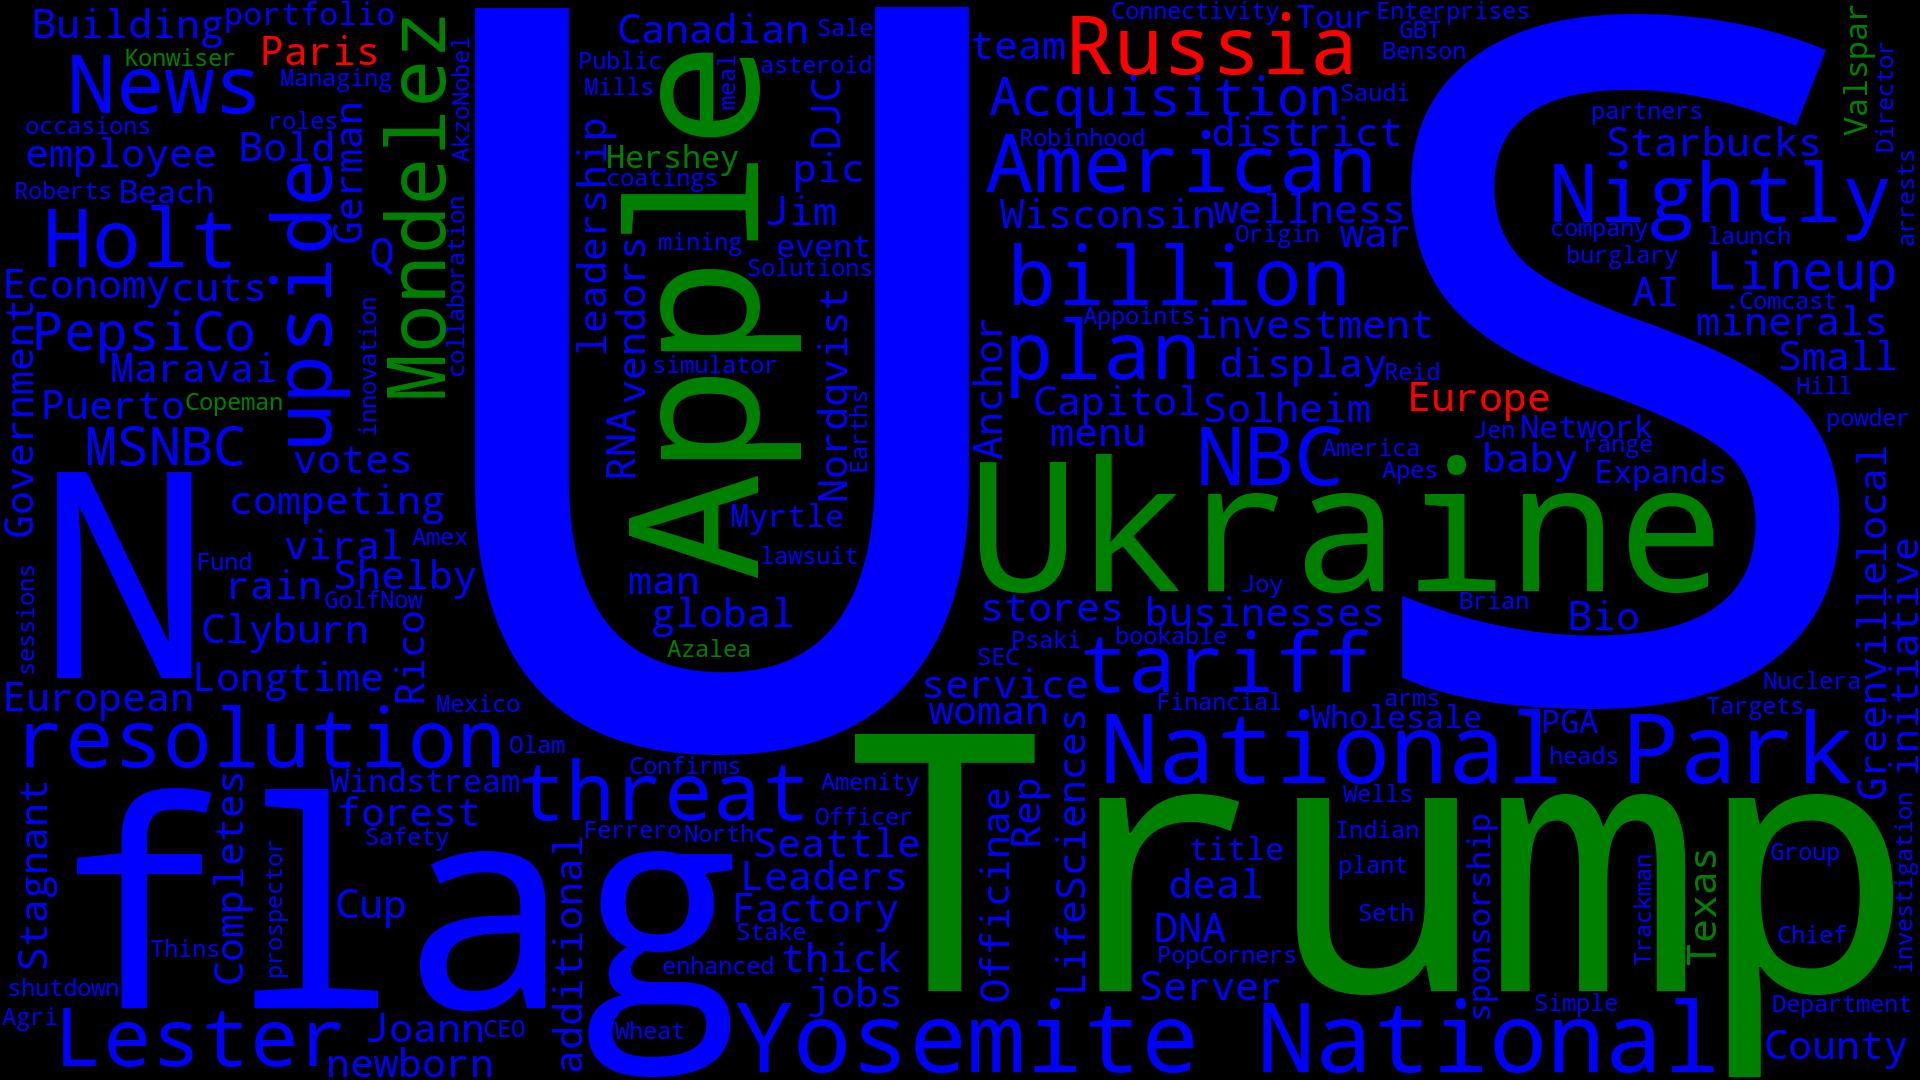 Building
portfolio
Konwiser
Paris
News
Managing
occasions
roles
employee
Bold
German
Roberts
Beach
Holt
upside
Q
Mondelez
AkzoNobel
collaboration
Economy
cuts
innovation
PepsiCo
Government
Maravai
Puerto
Copeman
MSNBC
votes
N
competing
viral
Amex
Fund
rain
Shelby
GolfNow
sessions
Clyburn
Rico
Longtime
European
Mexico
resolution
Olam
U
Canadian
Sale
Public
asteroid
Mills
meal
Apple
leadership
Hershey
coatings
DJC
pic
Jim
mining
event
Solutions
vendors
simulator
Nordqvist
RNA
Earths
Myrtle
lawsuit
man
global
Azalea
team
Russia
Connectivity
Tour
Enterprises
GBT
Benson
Acquisition
Saudi
Robinhood
district
American
Wisconsin
wellness
Origin
war
billion
Appoints
investment
Anchor
plan
display
Reid
Capitol
Solheim
Europe
menu
NBC
America
Jen
Network
range
Apes
baby
Expands
Ukraine
S
Valspar
Director
partners
Starbucks
Nightly
arrests
company
launch
burglary
Lineup
AI
Comcast
minerals
Small
Hill
powder
local
Greenville
initiative
Joy
Brian
Bio
stores
businesses
Psaki
bookable
SEC
tariff
service
woman
Financial
arms
Nuclera
Targets
Wholesale
PGA
National
heads
Park
Windstream
Confirms
threat
Amenity
forest
Officer
Safety
Ferrero
North
Seattle
Stagnant
Completes
flag
prospector
Cup
additional
Leaders
Factory
Stake
Thins
enhanced
thick
jobs
shutdown
Agri
Lester
Joann
CEO
newborn
Wheat
Trump
Rep
LifeSciences
Officinae
Wells
title
Indian
plant
deal
Seth
DNA
PopCorners
Server
sponsorship
Trackman
Texas
Group
Chief
investigation
Simple
Department
Yosemite National
County